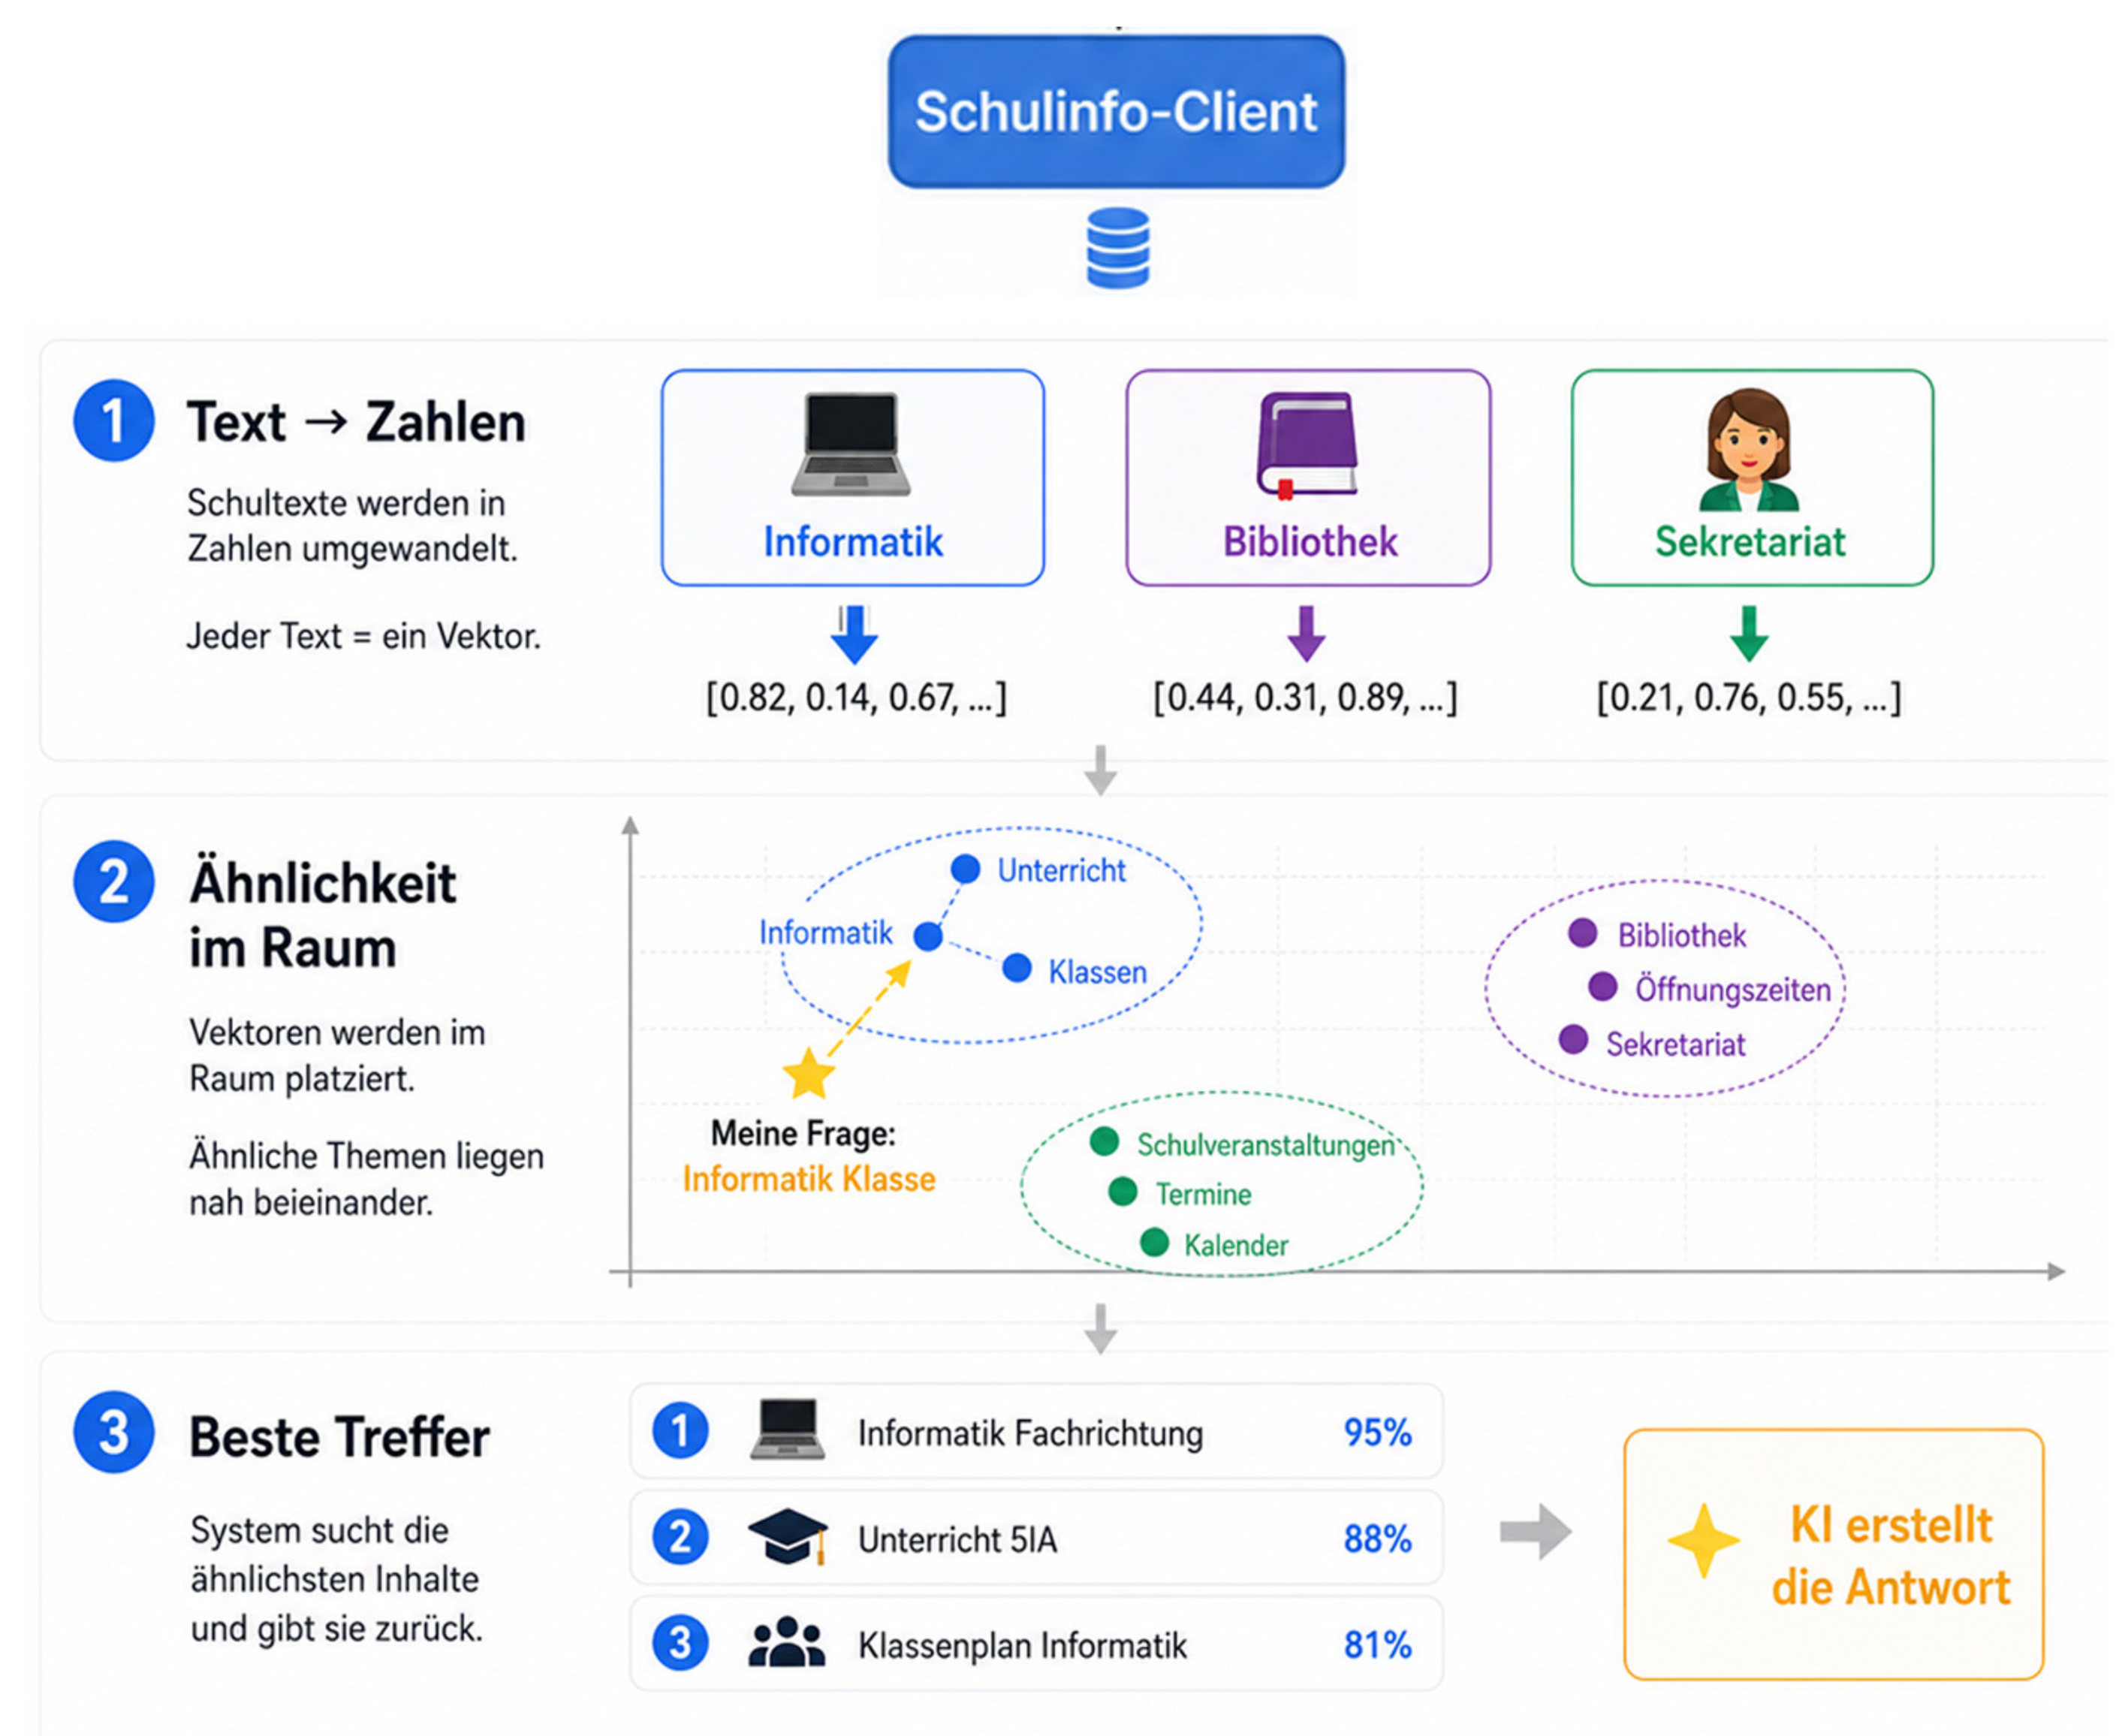 Schulinfo-Client
1
Text → Zahlen
Schultexte werden in
Zahlen umgewandelt.
Jeder Text = ein Vektor.
Informatik
Bibliothek
Sekretariat
[0.82, 0.14, 0.67, ...]
[0.44, 0.31, 0.89, ...]
[0.21, 0.76, 0.55, ...]
2
Ähnlichkeit
im Raum
Vektoren werden im
Raum platziert.
Ähnliche Themen liegen
nah beieinander.
Unterricht
Informatik
Klassen
Meine Frage:
Informatik Klasse
Bibliothek
Öffnungszeiten
Sekretariat
Schulveranstaltungen
Termine
Kalender
3
Beste Treffer
System sucht die
ähnlichsten Inhalte
und gibt sie zurück.
1 Informatik Fachrichtung 95%
2 Unterricht 5IA 88%
3 Klassenplan Informatik 81%
KI erstellt
die Antwort